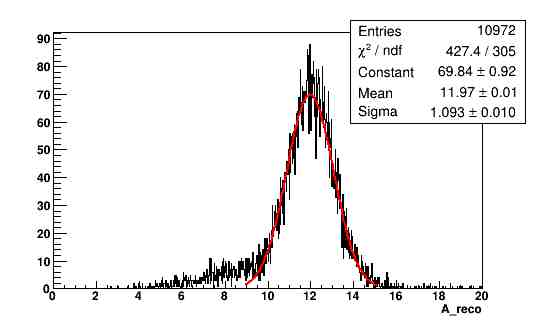 Entries 10972
χ² / ndf 427.4 / 305
Constant 69.84 ± 0.92
Mean 11.97 ± 0.01
Sigma 1.093 ± 0.010
90
80
70
60
50
40
30
20
10
0
0 2 4 6 8 10 12 14 16 18 20
A_reco